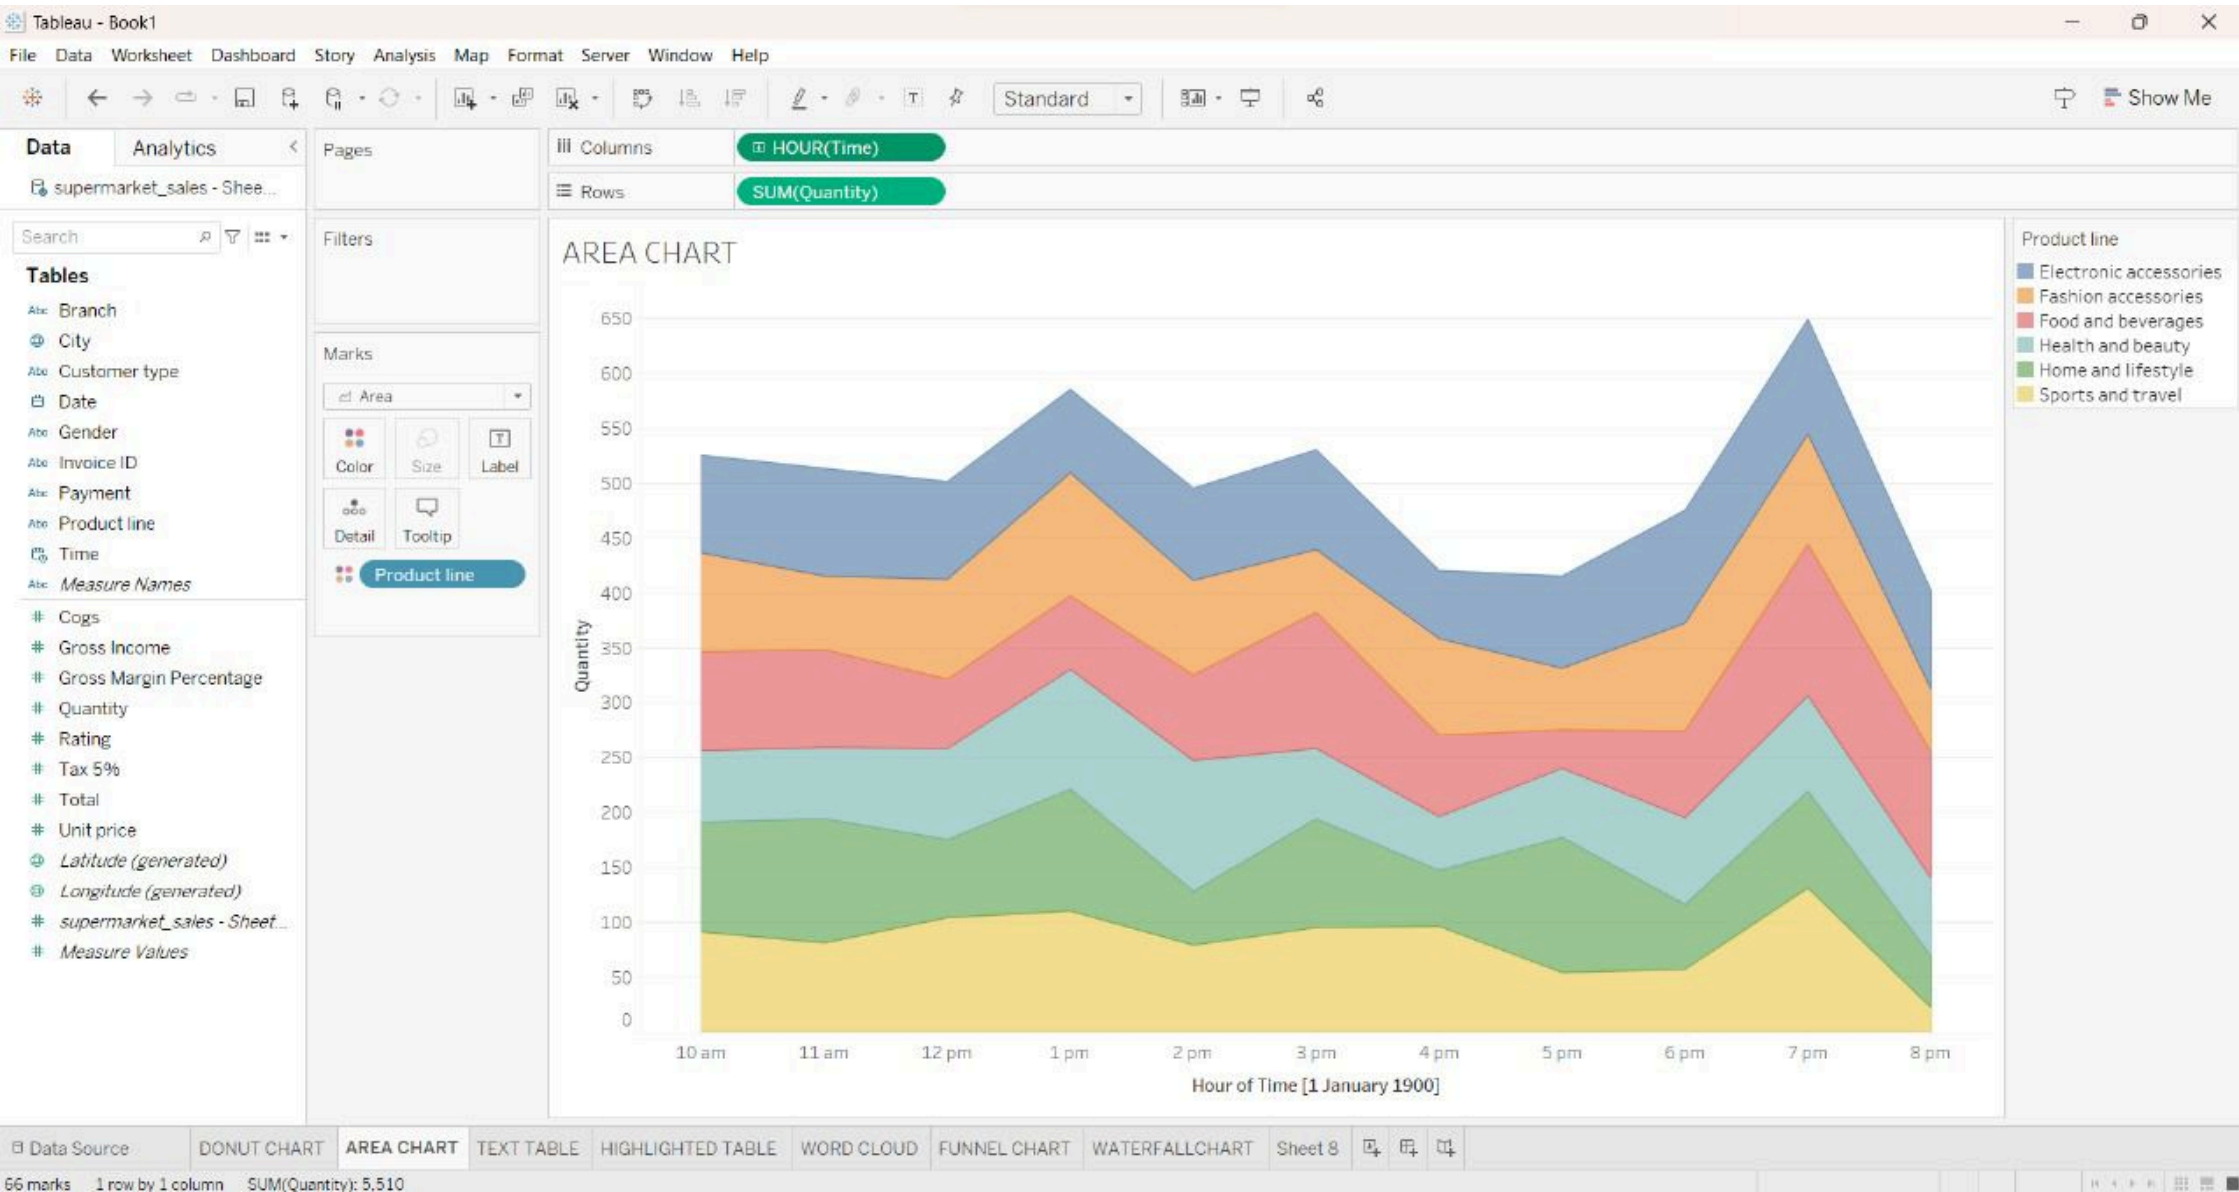 Tableau - Book1
File Data Worksheet Dashboard Story Analysis Map Format Server Window Help
Standard
Show Me
Data Analytics
supermarket_sales - Shee...
Search
Tables
Abc Branch
City
Abc Customer type
Date
Abc Gender
Abc Invoice ID
Abc Payment
Abc Product line
Time
Abc Measure Names
# Cogs
# Gross Income
# Gross Margin Percentage
# Quantity
# Rating
# Tax 5%
# Total
# Unit price
Latitude (generated)
Longitude (generated)
# supermarket_sales - Sheet...
# Measure Values
Pages
Filters
Marks
Area
Color Size Label
Detail Tooltip
Product line
iii Columns HOUR(Time)
Rows SUM(Quantity)
AREA CHART
Quantity
650
600
550
500
450
400
350
300
250
200
150
100
50
0
10 am 11 am 12 pm 1 pm 2 pm 3 pm 4 pm 5 pm 6 pm 7 pm 8 pm
Hour of Time [1 January 1900]
Product line
Electronic accessories
Fashion accessories
Food and beverages
Health and beauty
Home and lifestyle
Sports and travel
Data Source DONUT CHART AREA CHART TEXT TABLE HIGHLIGHTED TABLE WORD CLOUD FUNNEL CHART WATERFALLCHART Sheet 8
66 marks 1 row by 1 column SUM(Quantity): 5,510